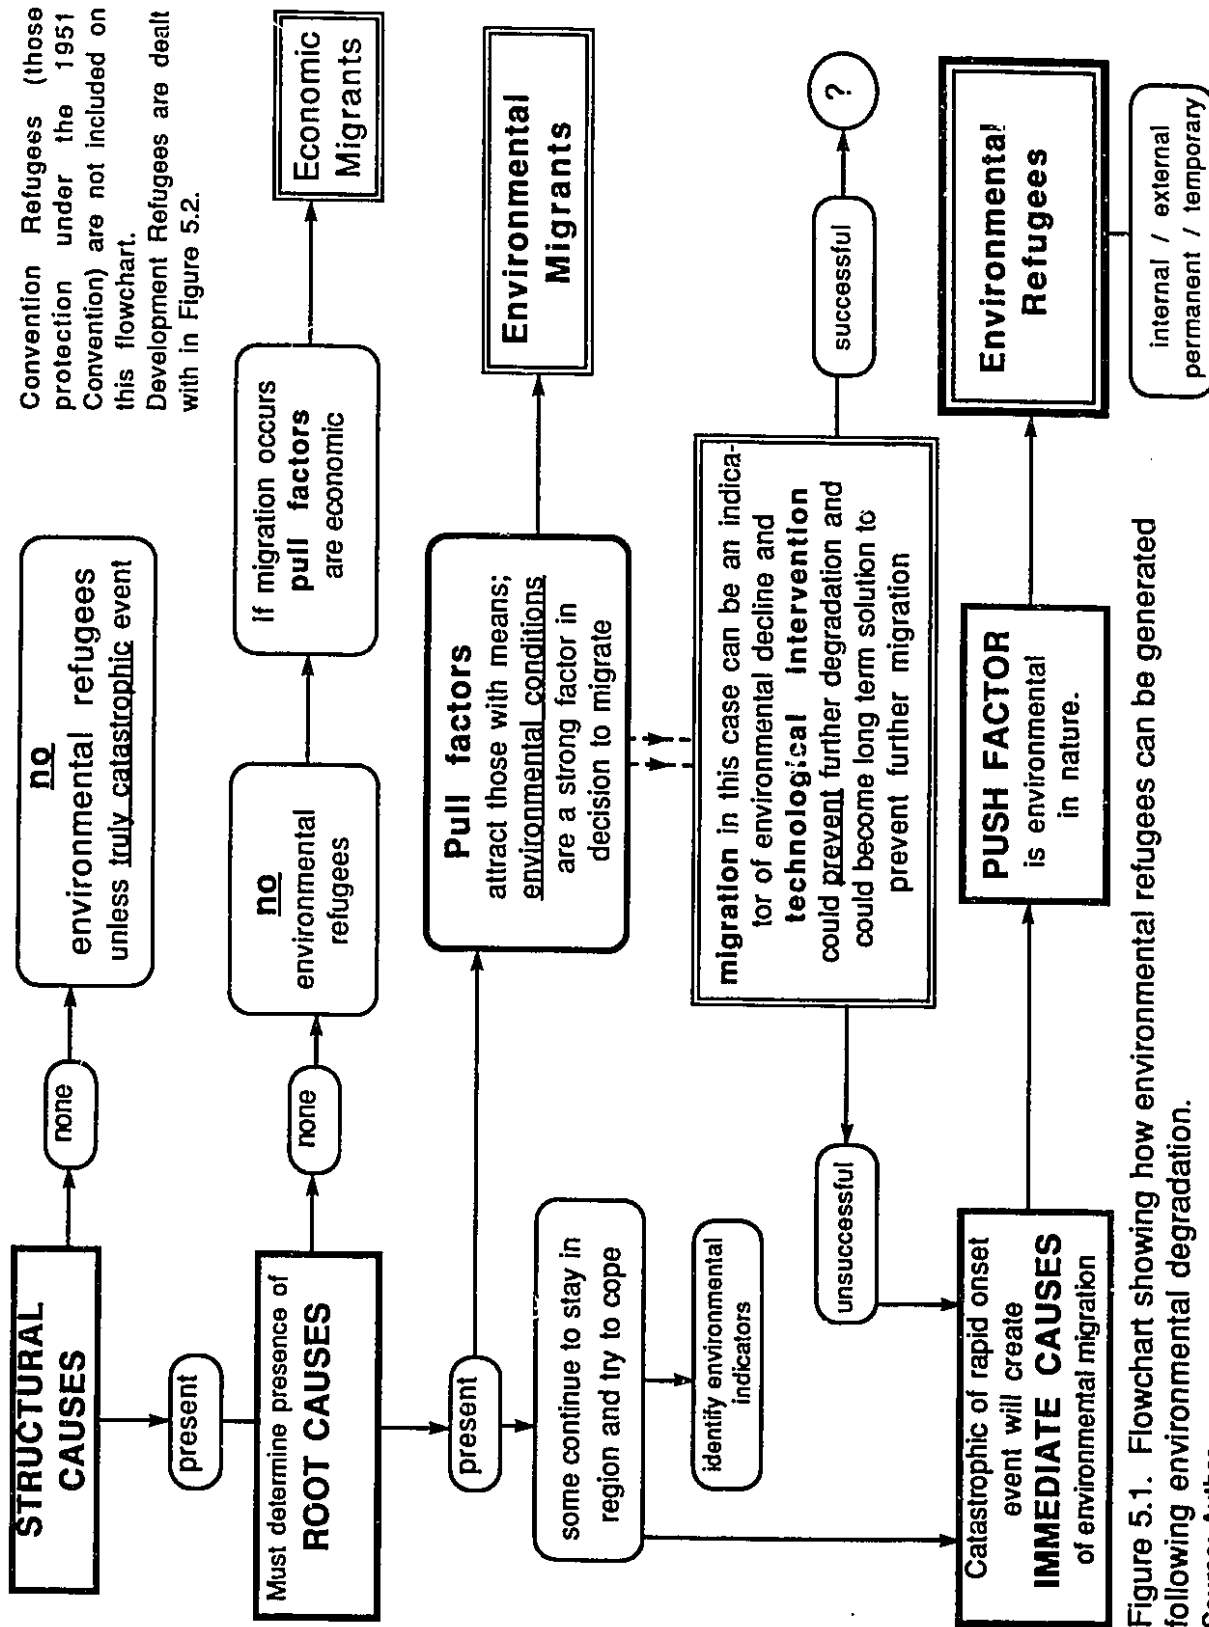 Convention Refugees (those
protection under the 1951
Convention) are not included on
this flowchart.
Development Refugees are dealt
with in Figure 5.2.
STRUCTURAL
CAUSES
none
no
environmental refugees
unless truly catastrophic event
present
Must determine presence of
ROOT CAUSES
none
no
environmental
refugees
If migration occurs
pull factors
are economic
Economic
Migrants
present
Pull factors
attract those with means;
environmental conditions
are a strong factor in
decision to migrate
Environmental
Migrants
some continue to stay in
region and try to cope
identify environmental
indicators
migration in this case can be an indica-
tor of environmental decline and
technological intervention
could prevent further degradation and
could become long term solution to
prevent further migration
successful
?
unsuccessful
Catastrophic of rapid onset
event will create
IMMEDIATE CAUSES
of environmental migration
PUSH FACTOR
is environmental
in nature.
Environmental
Refugees
internal / external
permanent / temporary
Figure 5.1. Flowchart showing how environmental refuges can be generated
following environmental degradation.
Source: Author